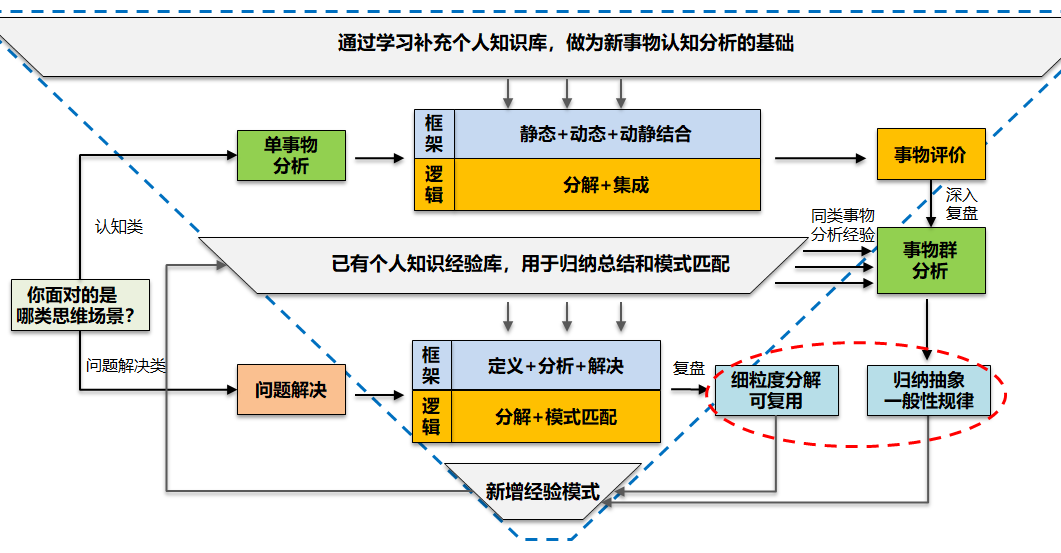 通过学习补充个人知识库，做为新事物认知分析的基础
框
架
静态+动态+动静结合
单事物
分析
事物评价
逻
辑
分解+集成
深入
复盘
认知类
同类事物
分析经验
事物群
分析
已有个人知识经验库，用于归纳总结和模式匹配
你面对的是
哪类思维场景？
框
架
定义+分析+解决
问题解决类
复盘
细粒度分解
可复用
归纳抽象
一般性规律
问题解决
逻
辑
分解+模式匹配
新增经验模式